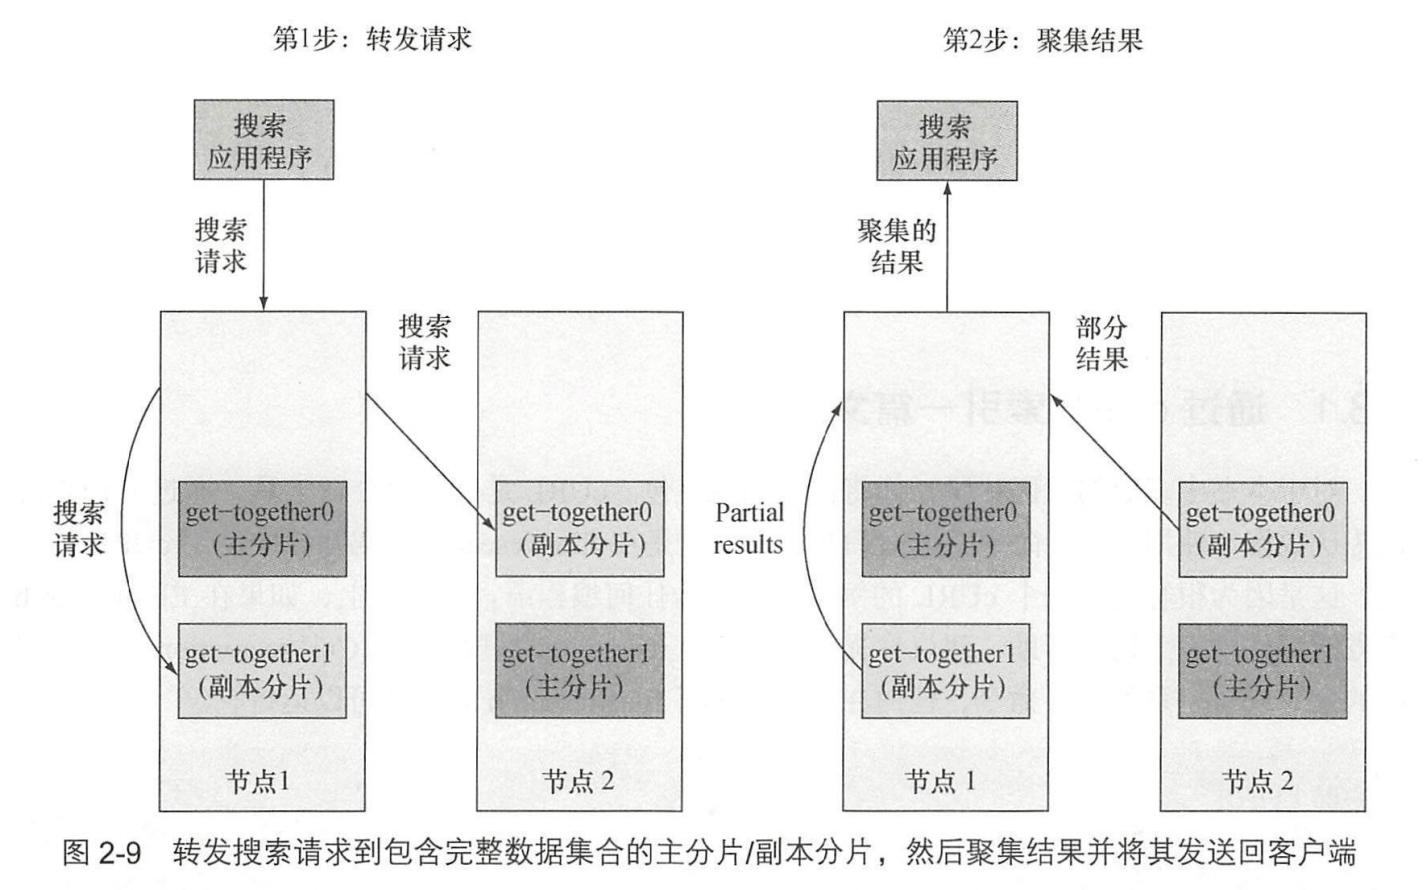 第1步：转发请求
搜索
应用程序
搜索
请求
搜索
请求
搜索
请求
get-together0
(主分片)
get-together1
(副本分片)
节点1
get-together0
(副本分片)
get-together1
(主分片)
节点 2
第2步：聚集结果
搜索
应用程序
聚集的
结果
部分
结果
Partial
results
get-together0
(主分片)
get-together1
(副本分片)
节点 1
get-together0
(副本分片)
get-together1
(主分片)
节点 2
图 2-9 转发搜索请求到包含完整数据集合的主分片/副本分片，然后聚集结果并将其发送回客户端